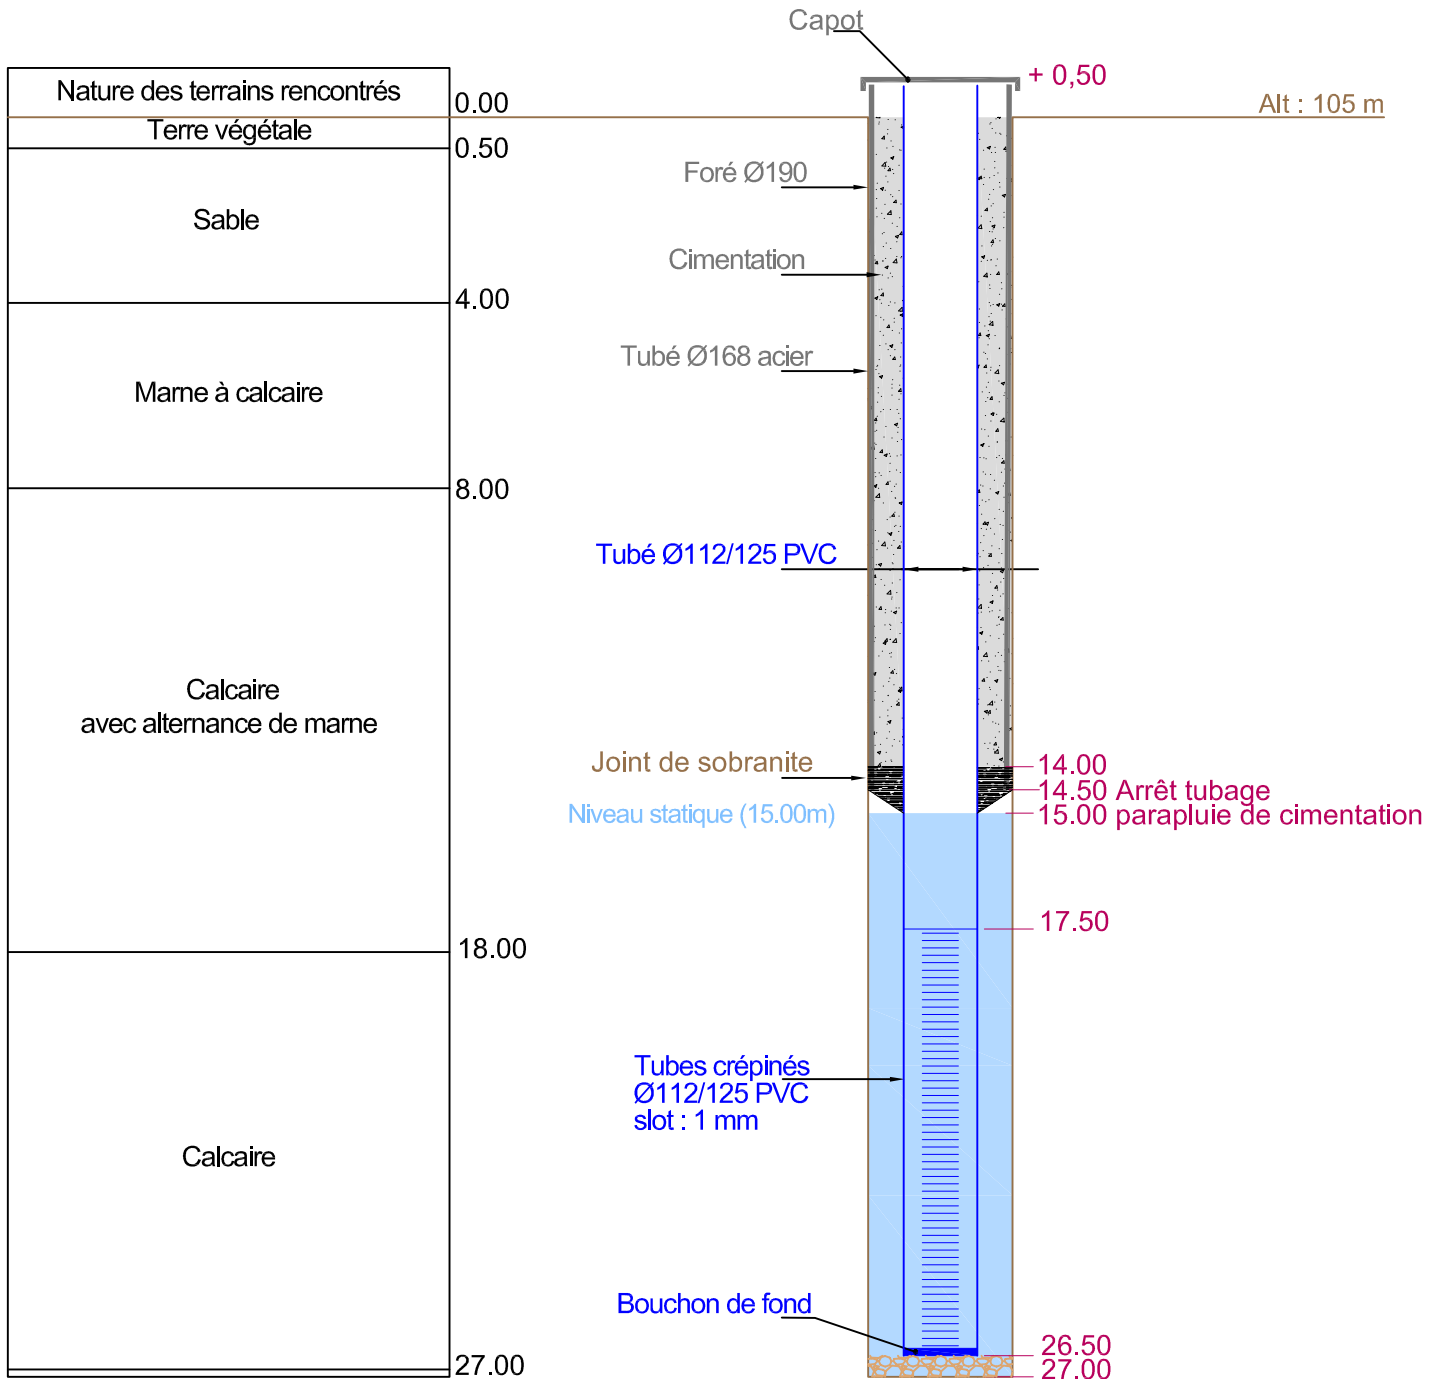 Capot
+ 0,50
Nature des terrains rencontrés
0.00
Alt : 105 m
Terre végétale
0.50
Foré Ø190
Sable
Cimentation
4.00
Tubé Ø168 acier
Marne à calcaire
8.00
Tubé Ø112/125 PVC
Calcaire
avec alternance de marne
Joint de sobranite
14.00
14.50 Arrêt tubage
Niveau statique (15.00m)
15.00 parapluie de cimentation
17.50
18.00
Tubes crépinés
Ø112/125 PVC
slot : 1 mm
Calcaire
Bouchon de fond
26.50
27.00
27.00